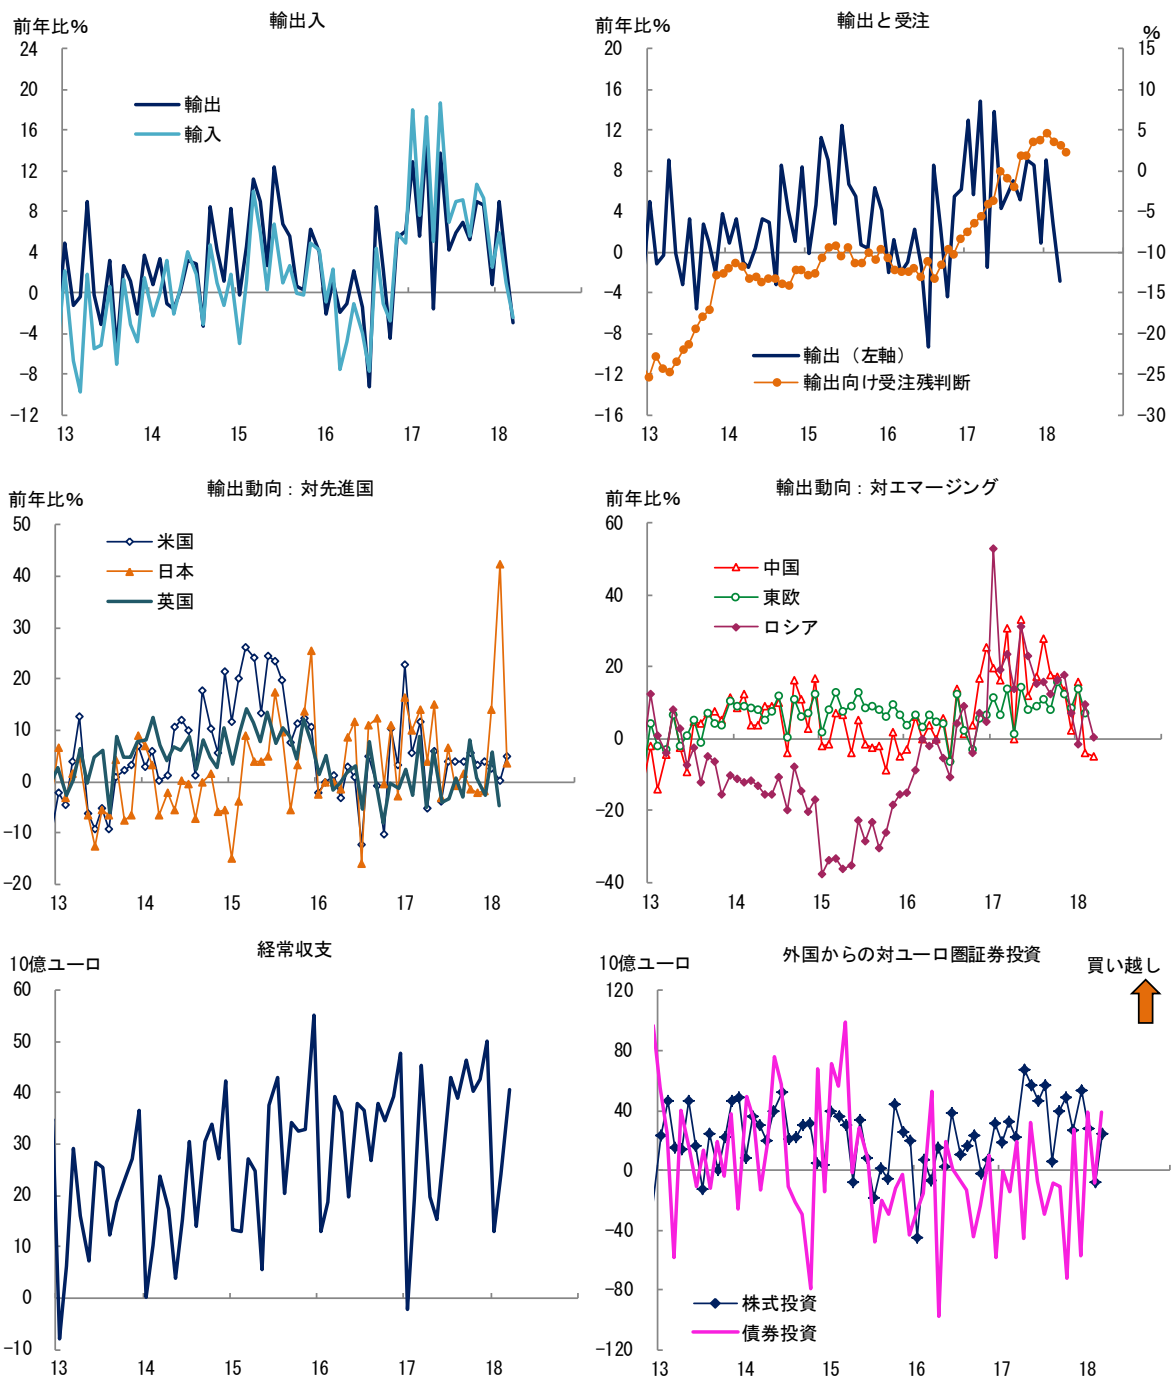 輸出入
前年比%
24
20
16
12
8
4
0
-4
-8
-12
13 14 15 16 17 18
輸出
輸入
輸出と受注
前年比%
%
20
16
12
8
4
0
-4
-8
-12
-16
15
10
5
0
-5
-10
-15
-20
-25
-30
13 14 15 16 17 18
輸出（左軸）
輸出向け受注残判断
輸出動向：対先進国
前年比%
50
40
30
20
10
0
-10
-20
13 14 15 16 17 18
米国
日本
英国
輸出動向：対エマージング
前年比%
60
40
20
0
-20
-40
13 14 15 16 17 18
中国
東欧
ロシア
経常収支
10億ユーロ
60
50
40
30
20
10
0
-10
13 14 15 16 17 18
外国からの対ユーロ圏証券投資
10億ユーロ
買い越し
120
80
40
0
-40
-80
-120
13 14 15 16 17 18
株式投資
債券投資